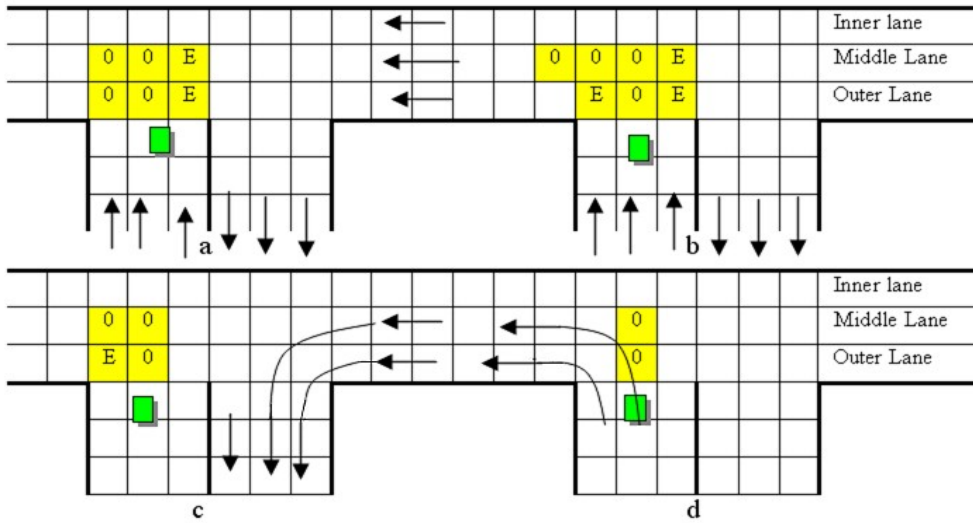 Inner lane
0 0 E 0 0 0 E Middle Lane
0 0 E E 0 E Outer Lane
a b
Inner lane
0 0 0 Middle Lane
E 0 0 Outer Lane
c d